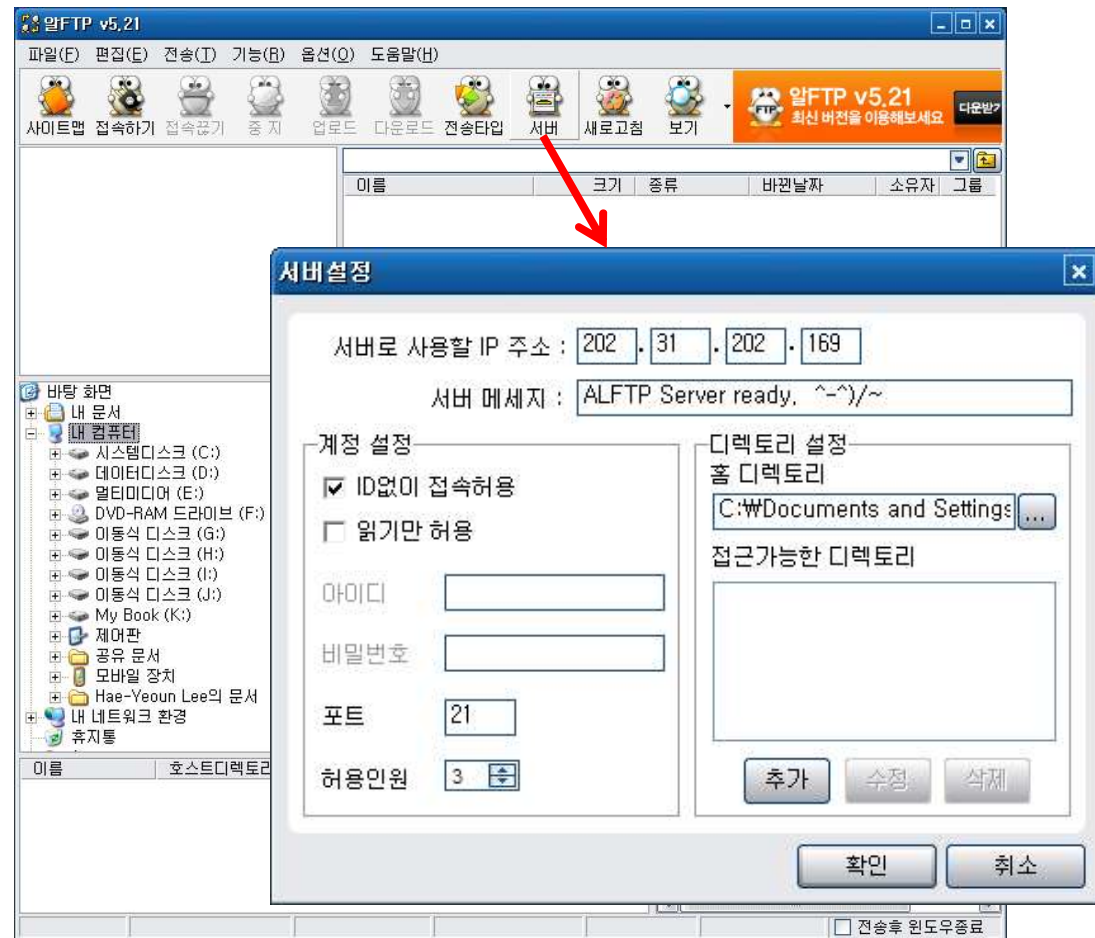 알FTP v5.21
파일(F) 편집(E) 전송(T) 기능(R) 옵션(O) 도움말(H)
사이트맵 접속하기 접속끊기 중 지 업로드 다운로드 전송타입 서버 새로고침 보기
FTP 알FTP v5.21
최신 버전을 이용해보세요
다운받기
이름 크기 종류 바뀐날짜 소유자 그룹
서버설정
서버로 사용할 IP 주소 : 202 . 31 . 202 . 169
서버 메세지 : ALFTP Server ready, ^-^)/~
계정 설정
ID없이 접속허용
읽기만 허용
아이디
비밀번호
포트 21
허용인원 3
디렉토리 설정
홈 디렉토리
C:₩Documents and Settings ...
접근가능한 디렉토리
추가 수정 삭제
확인 취소
바탕 화면
내 문서
내 컴퓨터
시스템디스크 (C:)
데이터디스크 (D:)
멀티미디어 (E:)
DVD-RAM 드라이브 (F:)
이동식 디스크 (G:)
이동식 디스크 (H:)
이동식 디스크 (I:)
이동식 디스크 (J:)
My Book (K:)
제어판
공유 문서
모바일 장치
Hae-Yeoun Lee의 문서
내 네트워크 환경
휴지통
이름 호스트디렉토리
전송후 윈도우종료